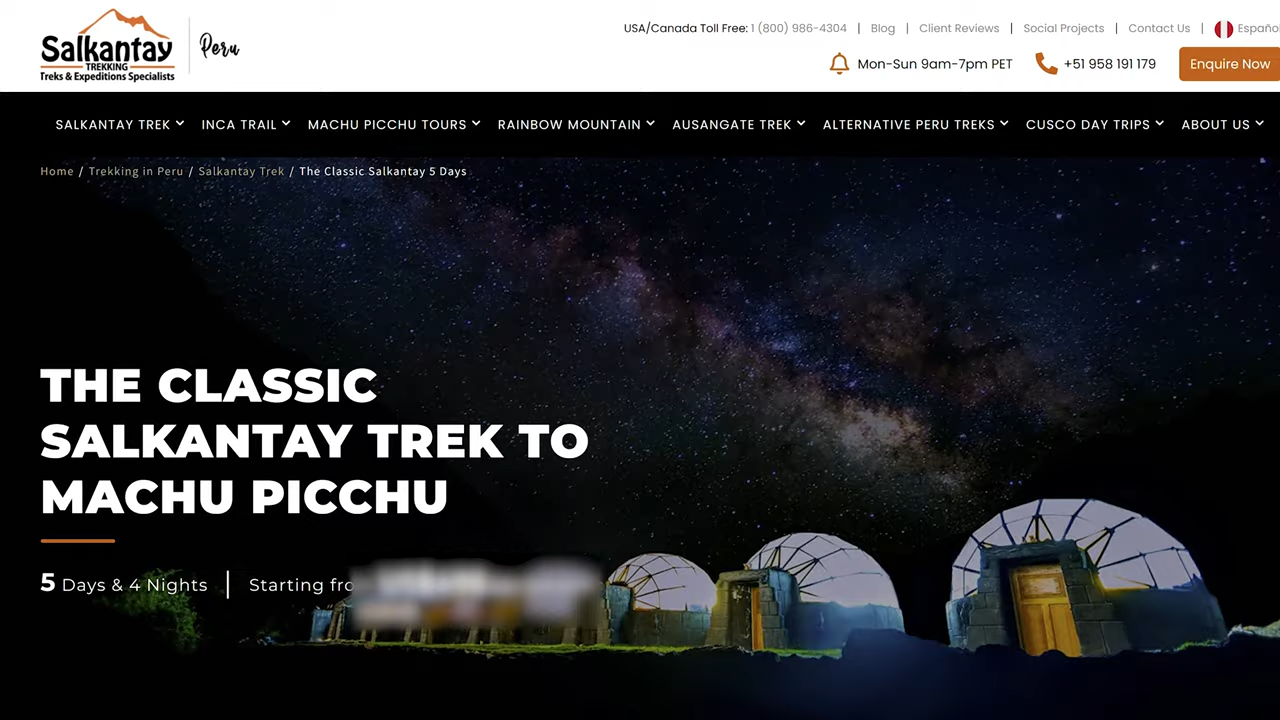 Salkantay
TREKKING
Treks & Expeditions Specialists
Peru
USA/Canada Toll Free: 1 (800) 986-4304 | Blog | Client Reviews | Social Projects | Contact Us | Españo
Mon-Sun 9am-7pm PET +51 958 191 179 Enquire Now
SALKANTAY TREK INCA TRAIL MACHU PICCHU TOURS RAINBOW MOUNTAIN AUSANGATE TREK ALTERNATIVE PERU TREKS CUSCO DAY TRIPS ABOUT US
Home / Trekking in Peru / Salkantay Trek / The Classic Salkantay 5 Days
THE CLASSIC
SALKANTAY TREK TO
MACHU PICCHU
5 Days & 4 Nights | Starting fro